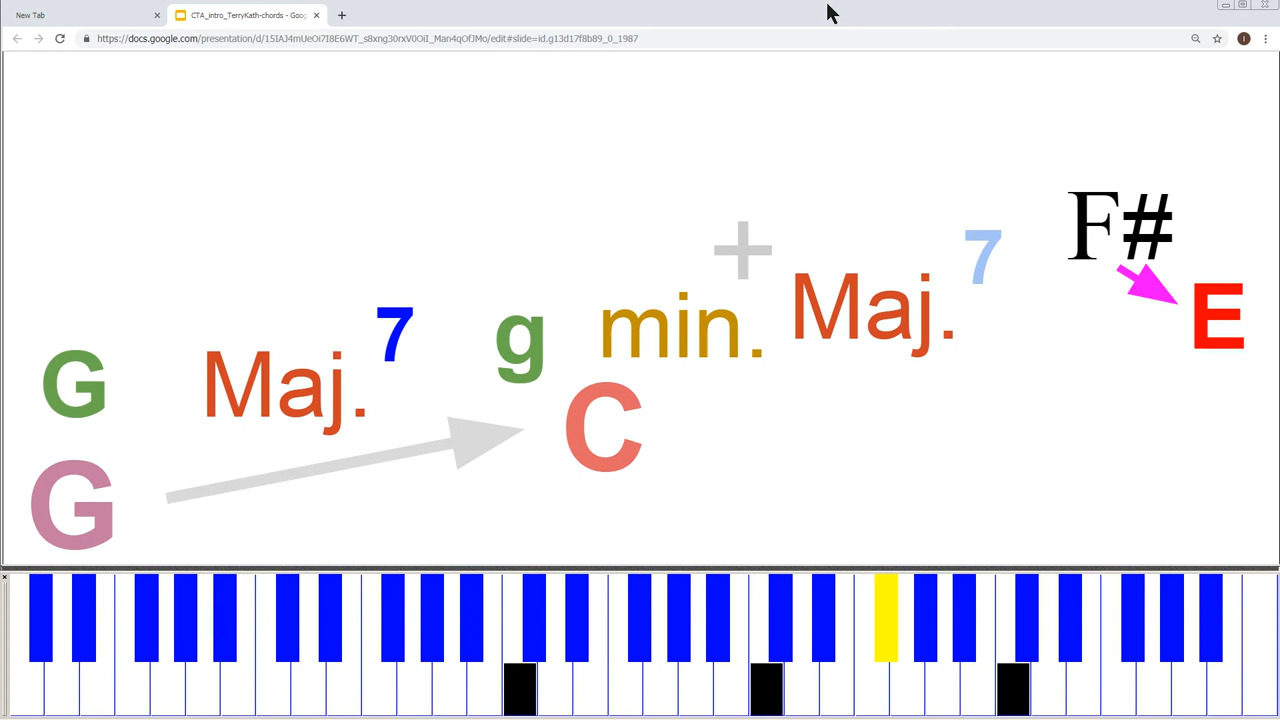 New Tab
CTA_intro_TerryKath-chords - Goog
https://docs.google.com/presentation/d/15IAJ4mUeOi7I8E6WT_s8xng30rxV0OiI_Man4qOfJMo/edit#slide=id.g13d17f8b89_0_1987
I
F#
E
+
Maj.7
g min.
G Maj.7
C
G